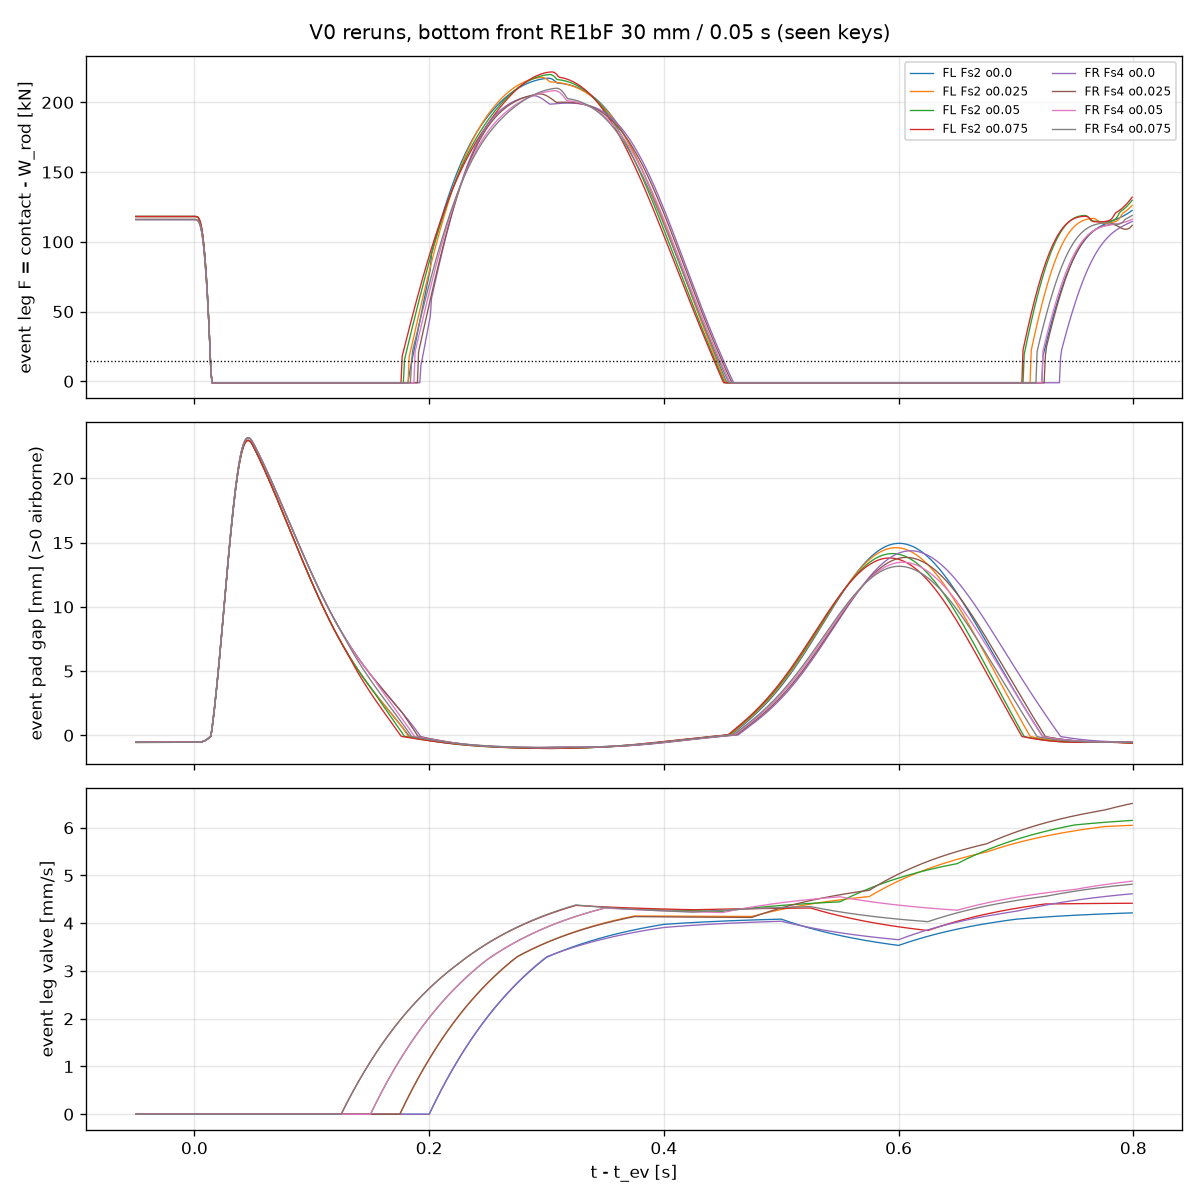 V0 reruns, bottom front RE1bF 30 mm / 0.05 s (seen keys)
event leg F = contact - W_rod [kN]
200
150
100
50
0
FL Fs2 o0.0
FL Fs2 o0.025
FL Fs2 o0.05
FL Fs2 o0.075
FR Fs4 o0.0
FR Fs4 o0.025
FR Fs4 o0.05
FR Fs4 o0.075
event pad gap [mm] (>0 airborne)
20
15
10
5
0
event leg valve [mm/s]
6
5
4
3
2
1
0
0.0 0.2 0.4 0.6 0.8
t - t_ev [s]